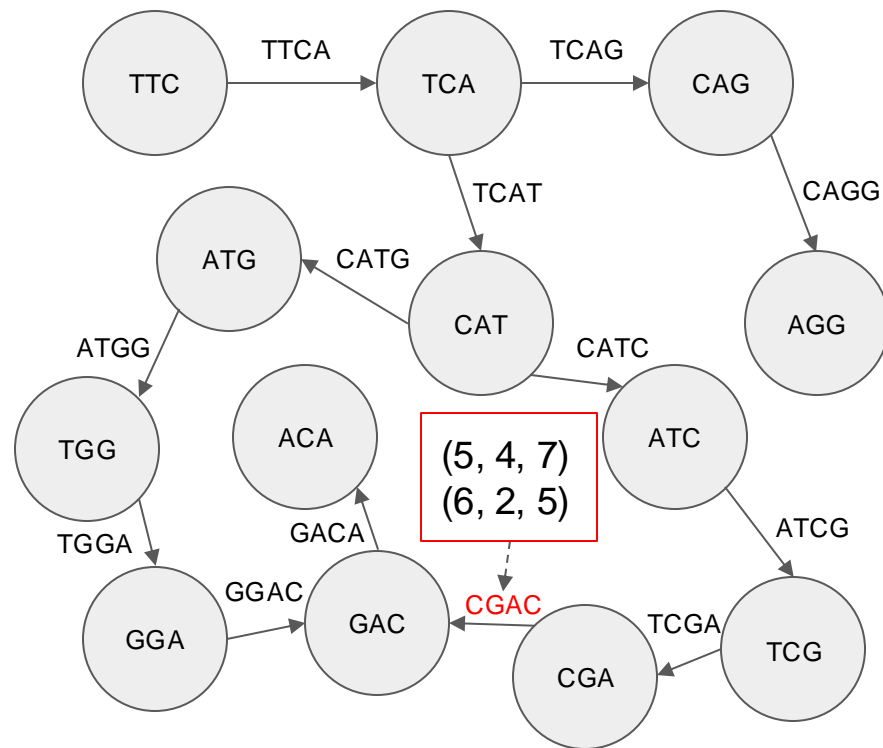 TTCA
TCAG
TTC
TCA
CAG
TCAT
CAGG
ATG
CATG
CAT
AGG
ATGG
CATC
ACA
ATC
TGG
(5, 4, 7)
(6, 2, 5)
TGGA
GACA
ATCG
GGAC
CGAC
GGA
GAC
TCGA
CGA
TCG